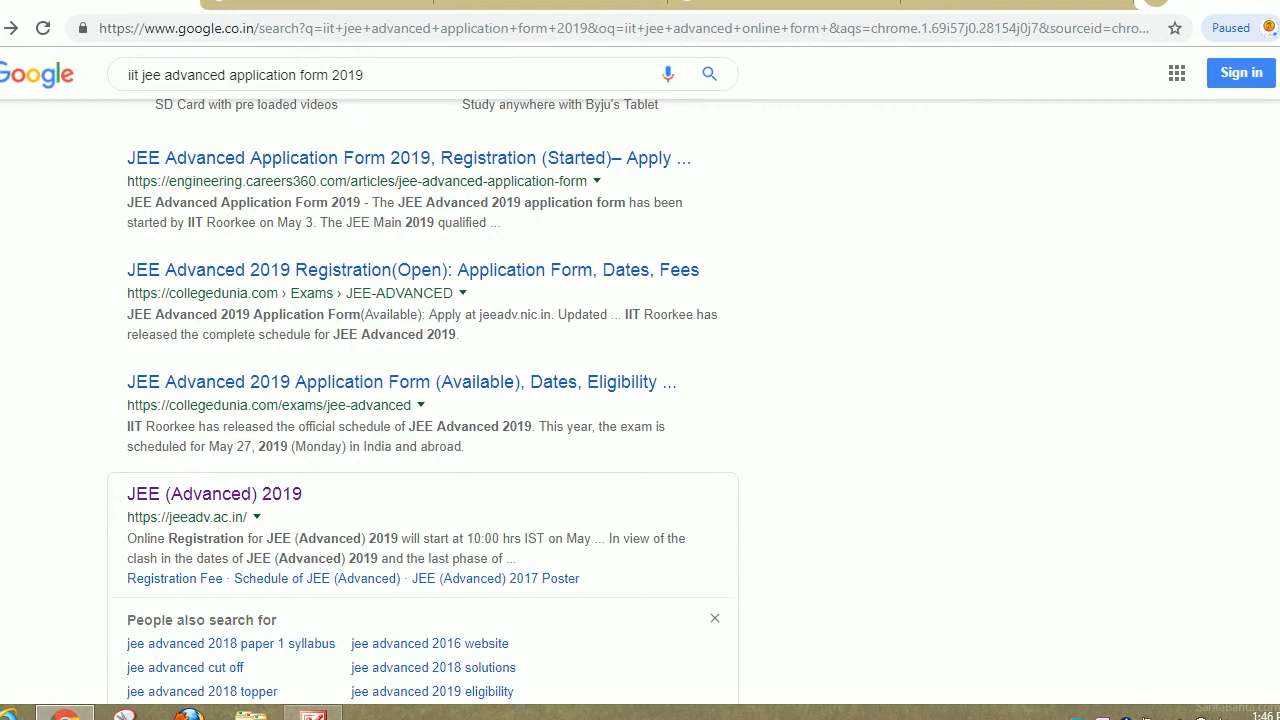 https://www.google.co.in/search?q=iit+jee+advanced+application+form+2019&oq=iit+jee+advanced+online+form+&aqs=chrome.1.69i57j0.28154j0j7&sourceid=chro...
Paused
Google
iit jee advanced application form 2019
Sign in
SD Card with pre loaded videos
Study anywhere with Byju's Tablet
JEE Advanced Application Form 2019, Registration (Started)– Apply ...
https://engineering.careers360.com/articles/jee-advanced-application-form
JEE Advanced Application Form 2019 - The JEE Advanced 2019 application form has been
started by IIT Roorkee on May 3. The JEE Main 2019 qualified ...
JEE Advanced 2019 Registration(Open): Application Form, Dates, Fees
https://collegedunia.com › Exams › JEE-ADVANCED
JEE Advanced 2019 Application Form(Available): Apply at jeeadv.nic.in. Updated ... IIT Roorkee has
released the complete schedule for JEE Advanced 2019.
JEE Advanced 2019 Application Form (Available), Dates, Eligibility ...
https://collegedunia.com/exams/jee-advanced
IIT Roorkee has released the official schedule of JEE Advanced 2019. This year, the exam is
scheduled for May 27, 2019 (Monday) in India and abroad.
JEE (Advanced) 2019
https://jeeadv.ac.in/
Online Registration for JEE (Advanced) 2019 will start at 10:00 hrs IST on May ... In view of the
clash in the dates of JEE (Advanced) 2019 and the last phase of ...
Registration Fee · Schedule of JEE (Advanced) · JEE (Advanced) 2017 Poster
People also search for
jee advanced 2018 paper 1 syllabus
jee advanced 2016 website
jee advanced cut off
jee advanced 2018 solutions
jee advanced 2018 topper
jee advanced 2019 eligibility
SantaBanta.com
1:46